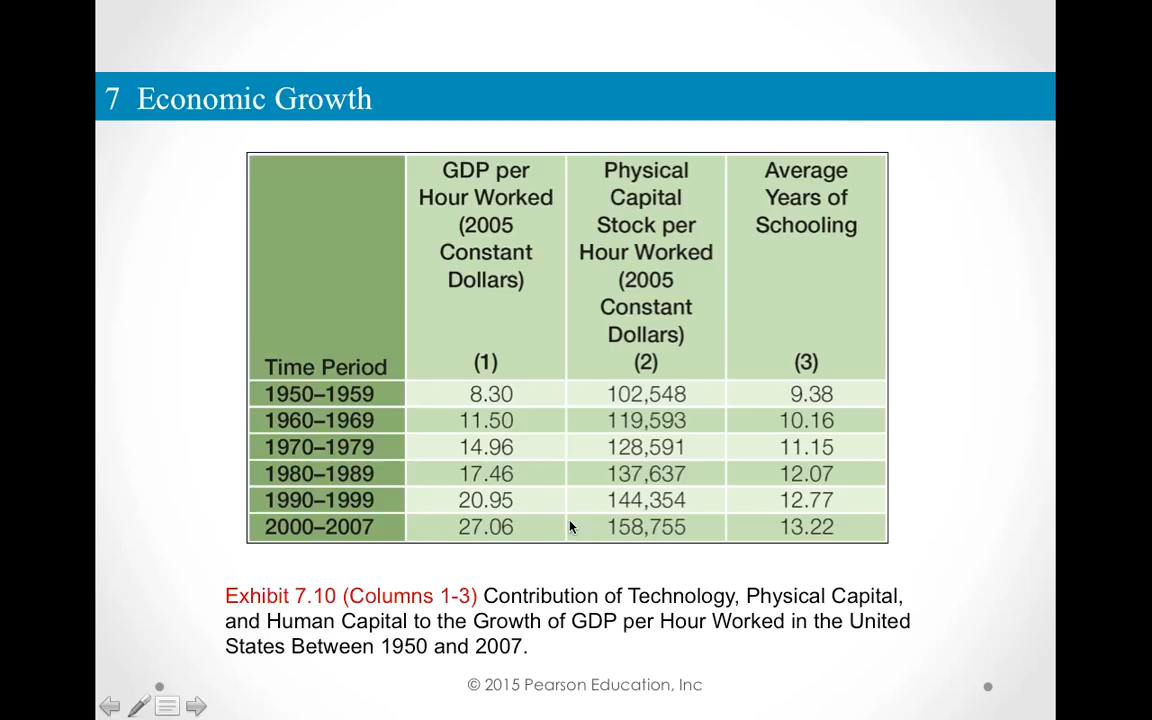 7 Economic Growth
GDP per
Hour Worked
(2005
Constant
Dollars)
(1)
Physical
Capital
Stock per
Hour Worked
(2005
Constant
Dollars)
(2)
Average
Years of
Schooling
(3)
Time Period
1950–1959 8.30 102,548 9.38
1960–1969 11.50 119,593 10.16
1970–1979 14.96 128,591 11.15
1980–1989 17.46 137,637 12.07
1990–1999 20.95 144,354 12.77
2000–2007 27.06 158,755 13.22
Exhibit 7.10 (Columns 1-3) Contribution of Technology, Physical Capital,
and Human Capital to the Growth of GDP per Hour Worked in the United
States Between 1950 and 2007.
© 2015 Pearson Education, Inc